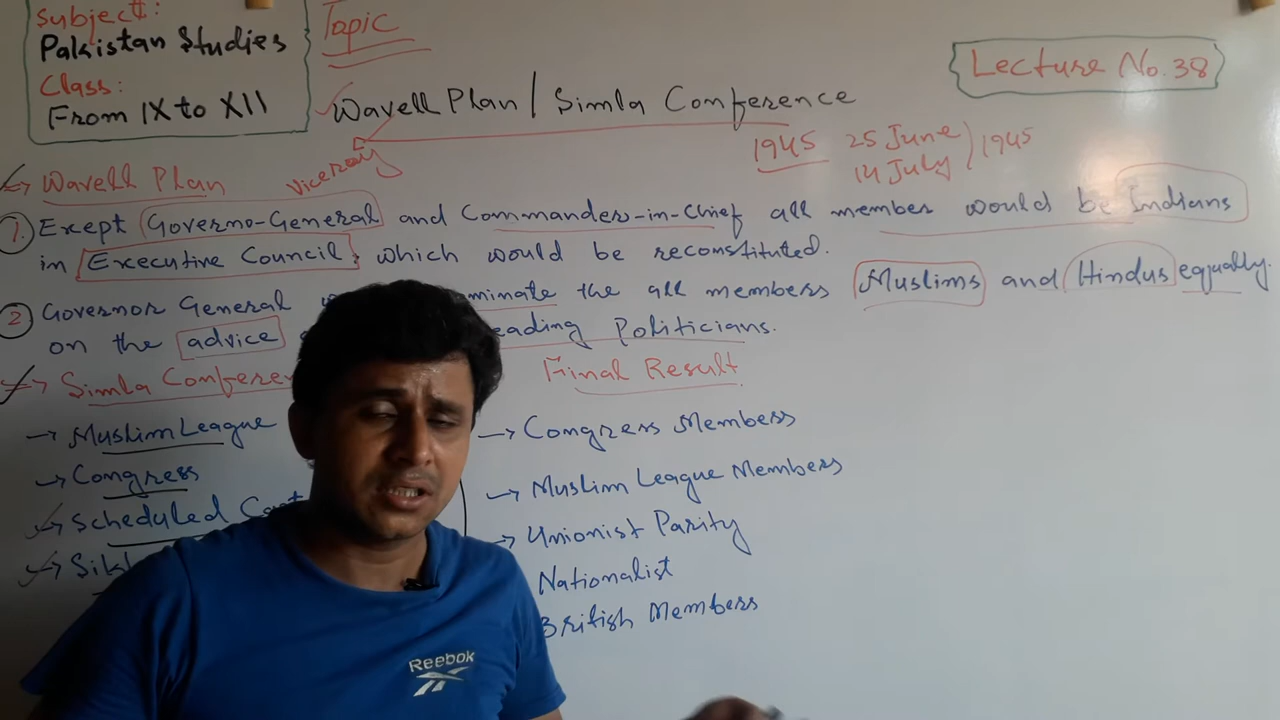 Subject:
Pakistan Studies
Class:
From IX to XII
Topic
Wavell Plan / Simla Conference
Lecture No. 38
Viceroy
1945 25 June
14 July 1945
Wavell Plan
1. Except Governo-General and Commander-in-Chief all member would be Indians
in Executive Council, which would be reconstituted.
2 Governor General minate the all members Muslims and Hindus equally.
on the advice eading Politicians.
Simla Conferen
Final Result
Muslim League
Congress
Scheduled Cast
Sikh
Congress Members
Muslim League Members
Unionist Parity
Nationalist
British Members
Reebok